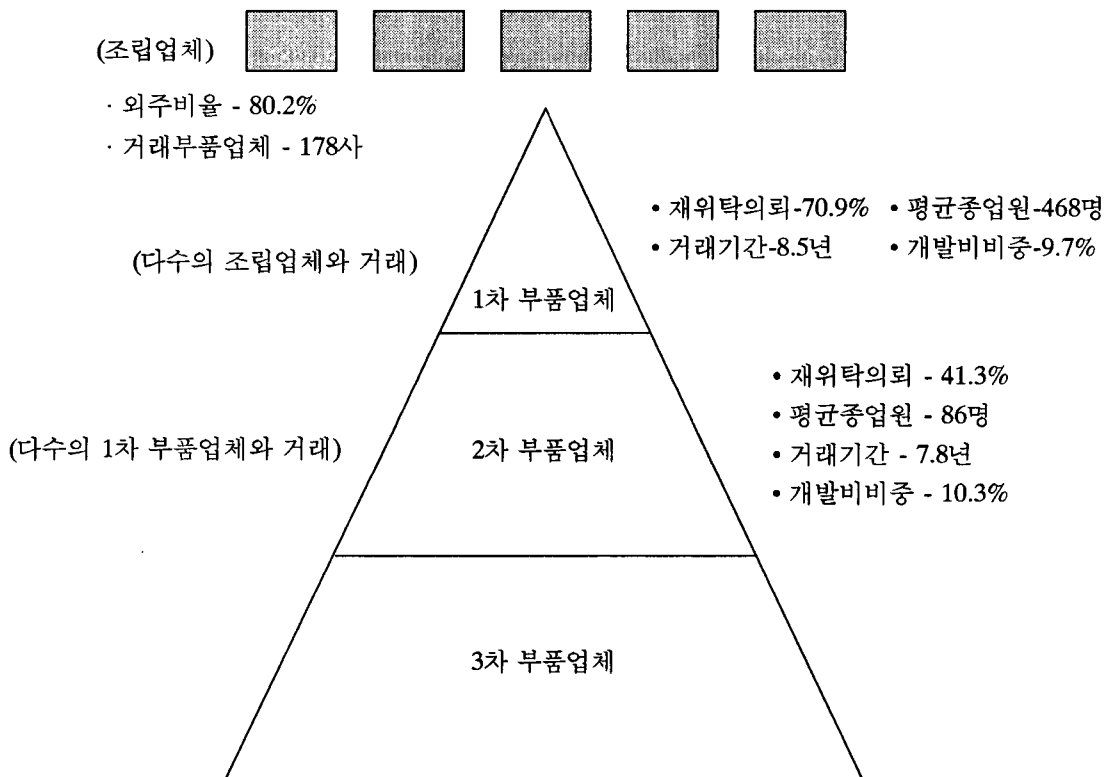 (조립업체)
· 외주비율 - 80.2%
· 거래부품업체 - 178사
• 재위탁의뢰-70.9% • 평균종업원-468명
• 거래기간-8.5년 • 개발비비중-9.7%
(다수의 조립업체와 거래)
1차 부품업체
• 재위탁의뢰 - 41.3%
• 평균종업원 - 86명
(다수의 1차 부품업체와 거래)
2차 부품업체
• 거래기간 - 7.8년
• 개발비비중 - 10.3%
3차 부품업체